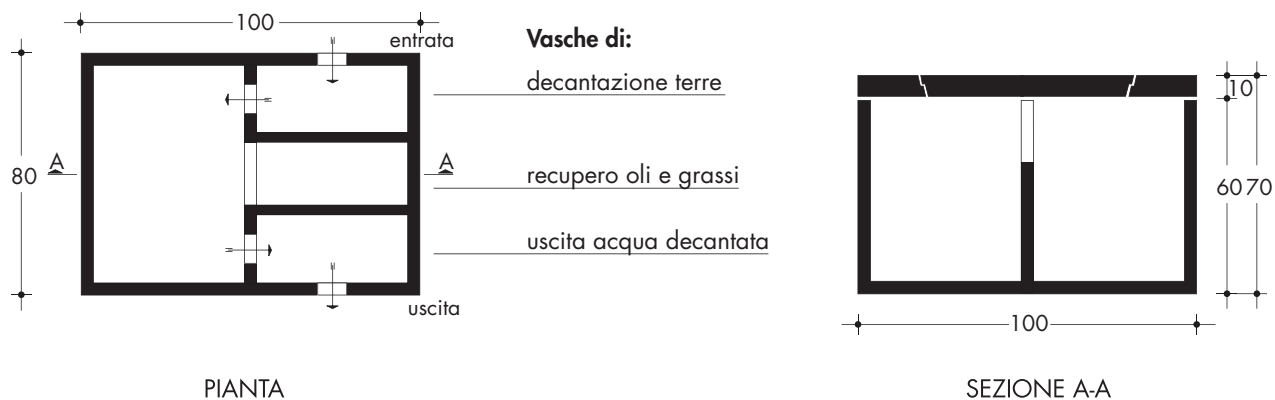 100
entrata
Vasche di:
decantazione terre
10
A A
80
recupero oli e grassi
60 70
uscita acqua decantata
uscita
100
PIANTA
SEZIONE A-A